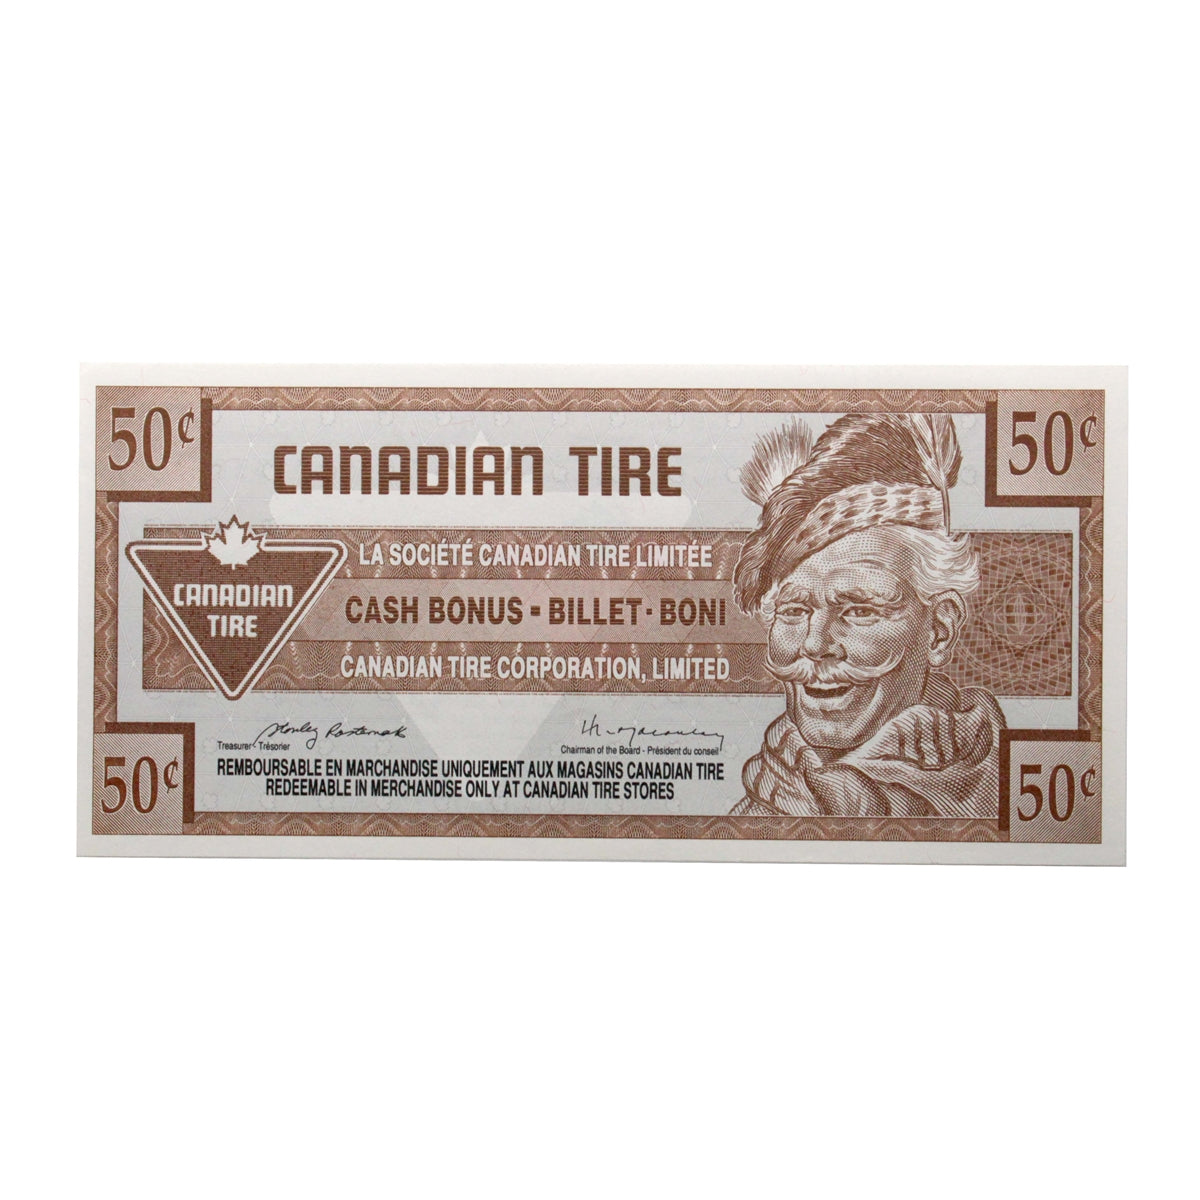 50¢
50¢
CANADIAN TIRE
LA SOCIÉTÉ CANADIAN TIRE LIMITÉE
CANADIAN
TIRE
CASH BONUS - BILLET - BONI
CANADIAN TIRE CORPORATION, LIMITED
Stanley Pasternak
Treasurer - Trésorier
Chairman of the Board - Président du conseil
REMBOURSABLE EN MARCHANDISE UNIQUEMENT AUX MAGASINS CANADIAN TIRE
REDEEMABLE IN MERCHANDISE ONLY AT CANADIAN TIRE STORES
50¢
50¢